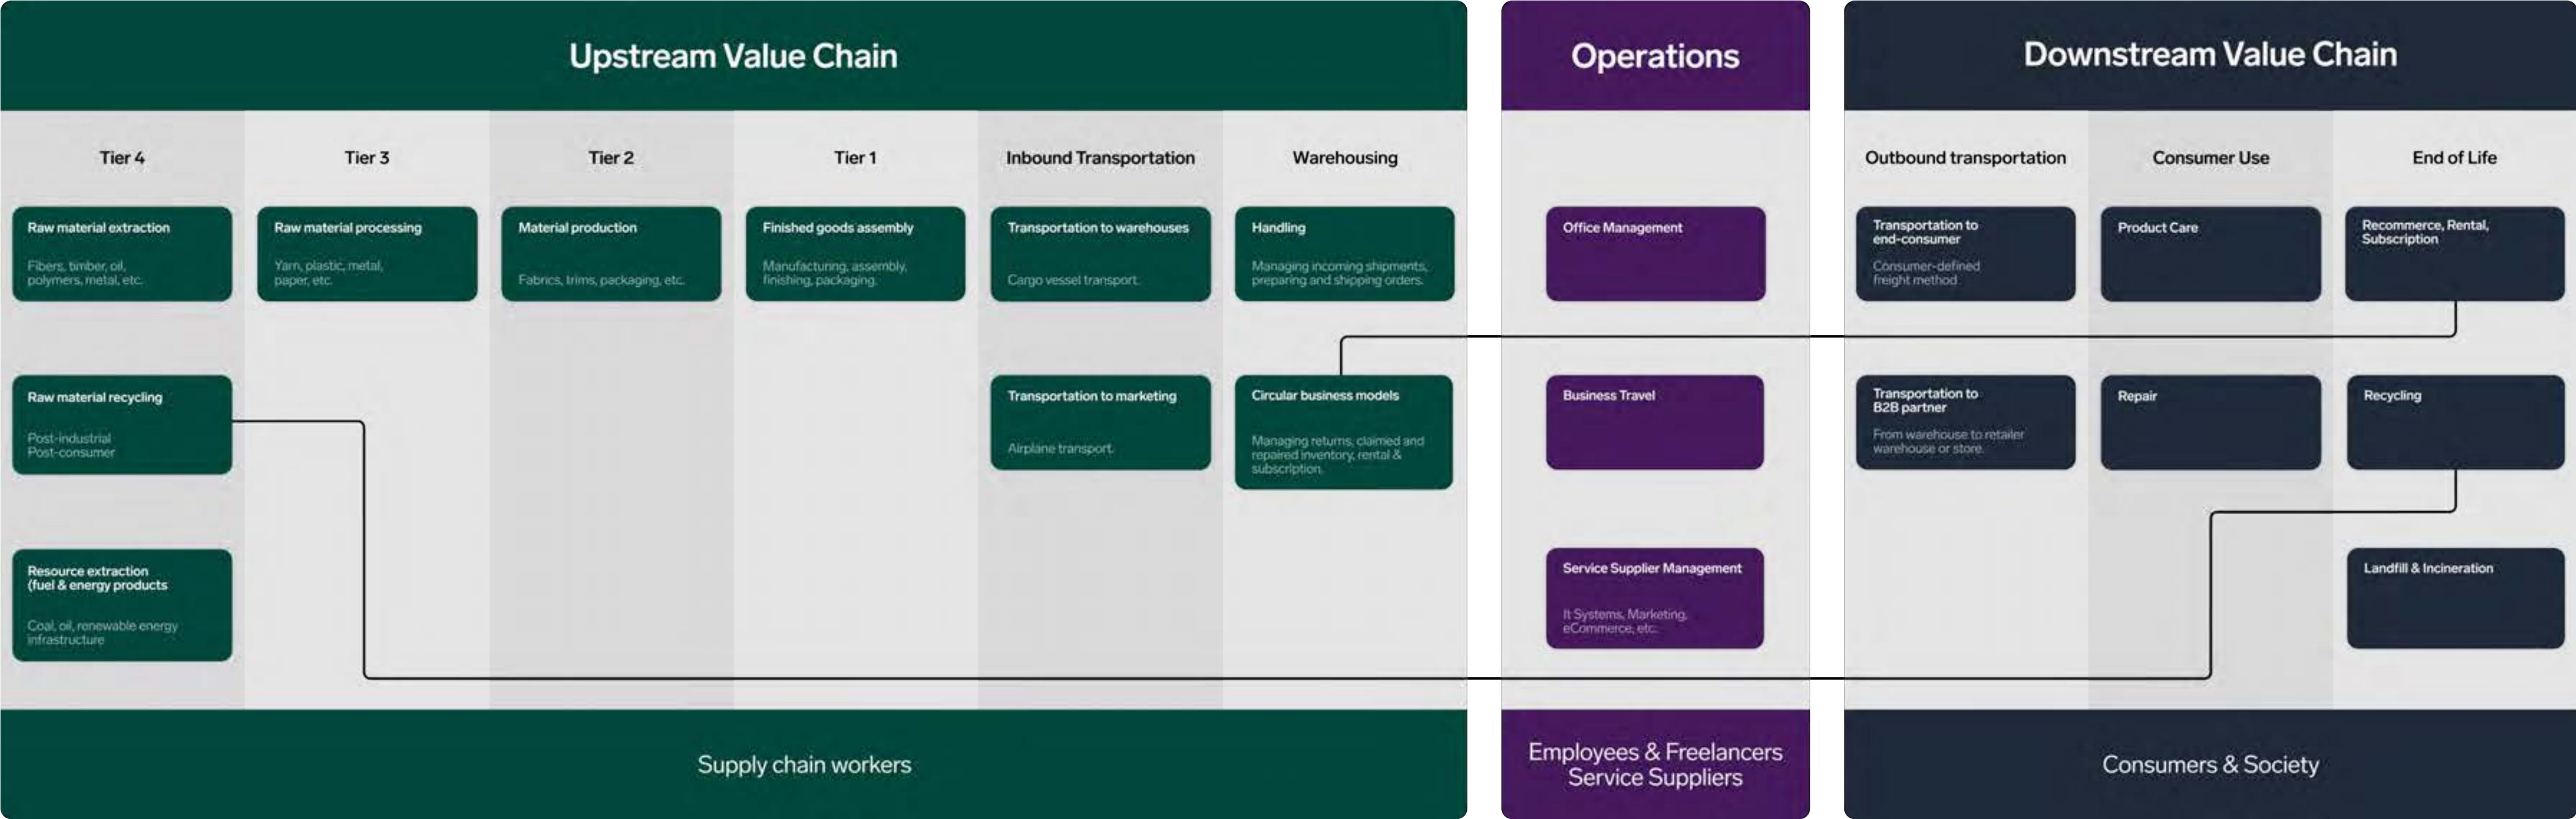 Upstream Value Chain
Operations
Downstream Value Chain
Tier 4
Tier 3
Tier 2
Tier 1
Inbound Transportation
Warehousing
Outbound transportation
Consumer Use
End of Life
Raw material extraction
Fibers, timber, oil,
polymers, metal, etc.
Raw material processing
Yarn, plastic, metal,
paper, etc.
Material production
Fabrics, trims, packaging, etc.
Finished goods assembly
Manufacturing, assembly,
finishing, packaging.
Transportation to warehouses
Cargo vessel transport.
Handling
Managing incoming shipments,
preparing and shipping orders.
Office Management
Transportation to
end-consumer
Consumer-defined
freight method.
Product Care
Recommerce, Rental,
Subscription
Raw material recycling
Post-industrial
Post-consumer
Transportation to marketing
Airplane transport.
Circular business models
Managing returns, claimed and
repaired inventory, rental &
subscription.
Business Travel
Transportation to
B2B partner
From warehouse to retailer
warehouse or store.
Repair
Recycling
Resource extraction
(fuel & energy products
Coal, oil, renewable energy
infrastructure
Service Supplier Management
It Systems, Marketing,
eCommerce, etc.
Landfill & Incineration
Supply chain workers
Employees & Freelancers
Service Suppliers
Consumers & Society